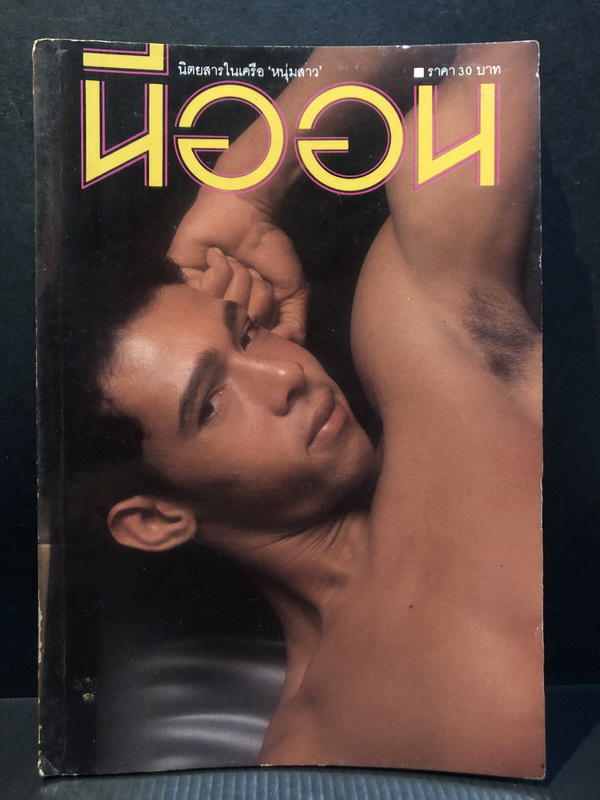 นิตยสารในเครือ 'หนุ่มสาว'
■ ราคา 30 บาท
นีออน